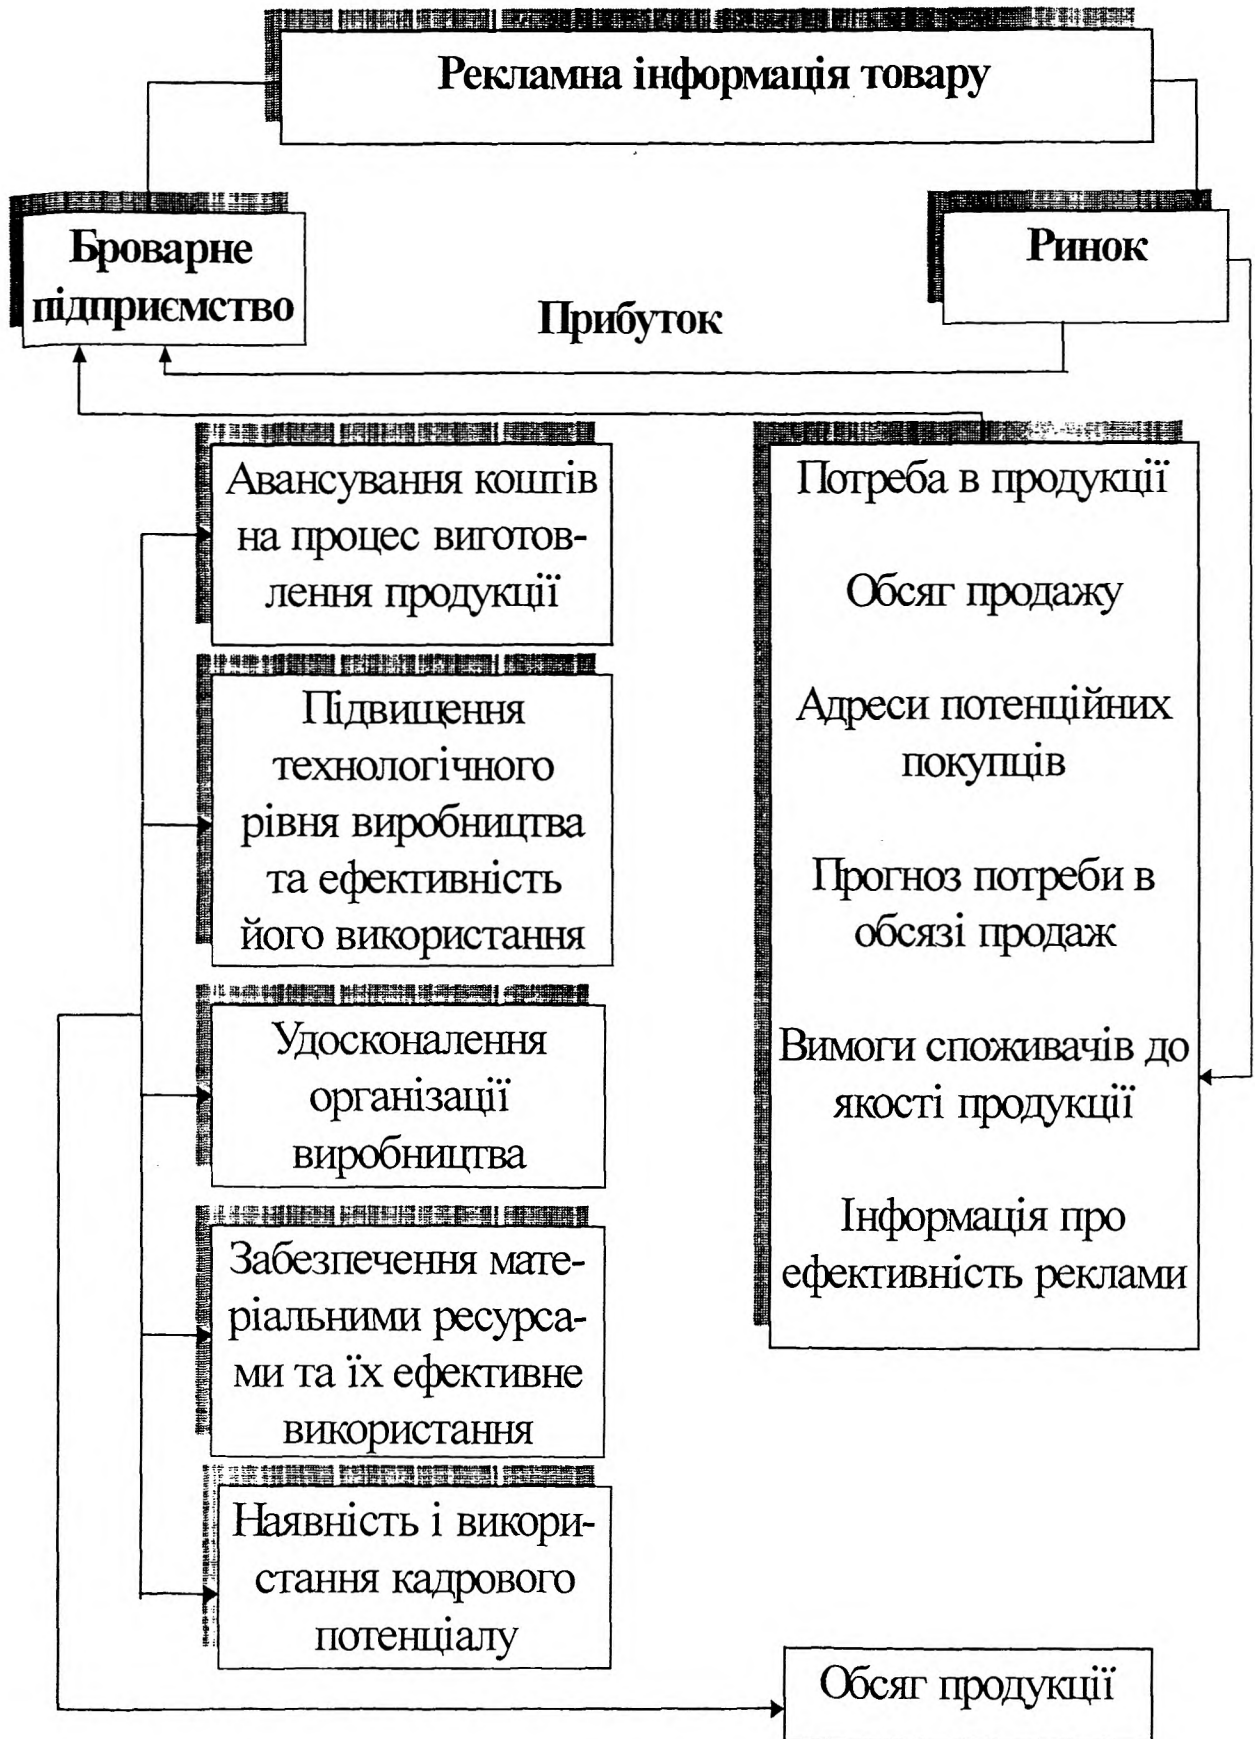 Рекламна інформація товару
Броварне
підприємство
Ринок
Прибуток
Авансування коштів
на процес виготов-
лення продукції
Підвищення
технологічного
рівня виробництва
та ефективність
його використання
Удосконалення
організації
виробництва
Забезпечення мате-
ріальними ресурса-
ми та їх ефективне
використання
Наявність і викори-
стання кадрового
потенціалу
Потреба в продукції
Обсяг продажу
Адреси потенційних
покупців
Прогноз потреби в
обсязі продаж
Вимоги споживачів до
якості продукції
Інформація про
ефективність реклами
Обсяг продукції